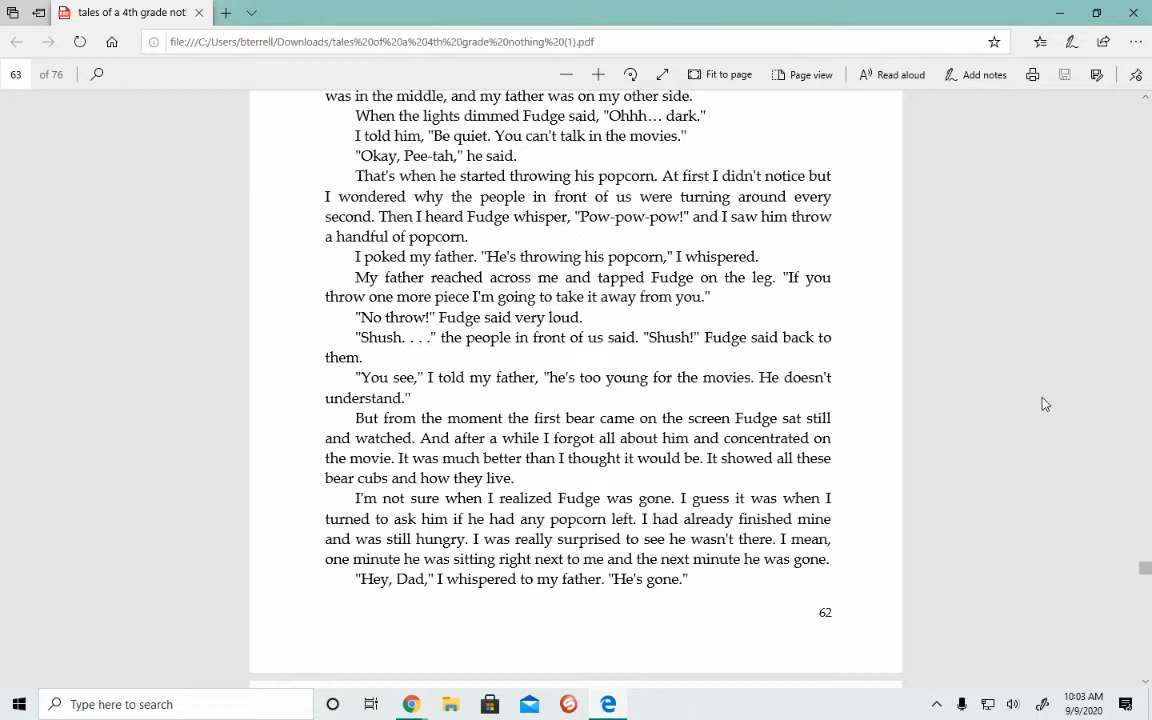 tales of a 4th grade not
file:///C:/Users/bterrell/Downloads/tales%20of%20a%204th%20grade%20nothing%20(1).pdf
63 of 76
Fit to page
Page view
Read aloud
Add notes
was in the middle, and my father was on my other side.
When the lights dimmed Fudge said, "Ohhh… dark."
I told him, "Be quiet. You can't talk in the movies."
"Okay, Pee-tah," he said.
That's when he started throwing his popcorn. At first I didn't notice but
I wondered why the people in front of us were turning around every
second. Then I heard Fudge whisper, "Pow-pow-pow!" and I saw him throw
a handful of popcorn.
I poked my father. "He's throwing his popcorn," I whispered.
My father reached across me and tapped Fudge on the leg. "If you
throw one more piece I'm going to take it away from you."
"No throw!" Fudge said very loud.
"Shush. . . ." the people in front of us said. "Shush!" Fudge said back to
them.
"You see," I told my father, "he's too young for the movies. He doesn't
understand."
But from the moment the first bear came on the screen Fudge sat still
and watched. And after a while I forgot all about him and concentrated on
the movie. It was much better than I thought it would be. It showed all these
bear cubs and how they live.
I'm not sure when I realized Fudge was gone. I guess it was when I
turned to ask him if he had any popcorn left. I had already finished mine
and was still hungry. I was really surprised to see he wasn't there. I mean,
one minute he was sitting right next to me and the next minute he was gone.
"Hey, Dad," I whispered to my father. "He's gone."
62
Type here to search
10:03 AM
9/9/2020